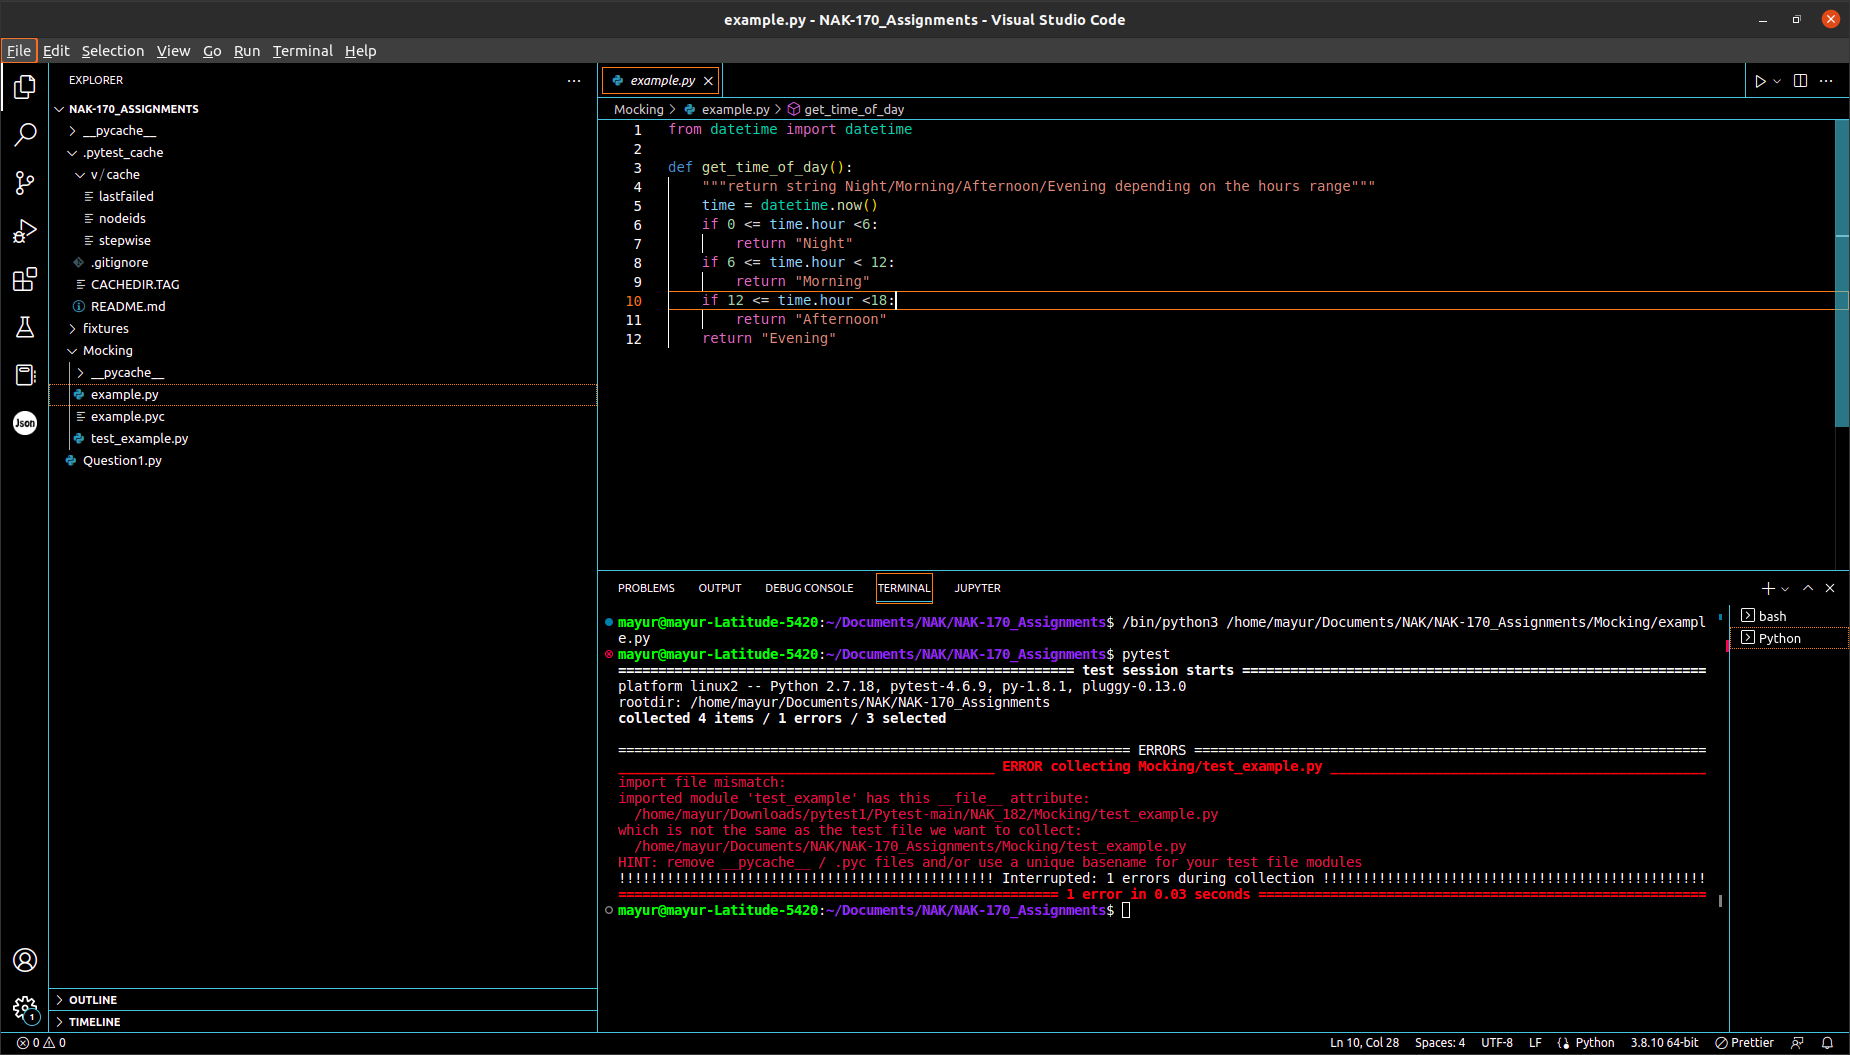 example.py - NAK-170_Assignments - Visual Studio Code
File Edit Selection View Go Run Terminal Help
EXPLORER
NAK-170_ASSIGNMENTS
__pycache__
.pytest_cache
v / cache
lastfailed
nodeids
stepwise
.gitignore
CACHEDIR.TAG
README.md
fixtures
Mocking
__pycache__
example.py
example.pyc
test_example.py
Question1.py
OUTLINE
TIMELINE
Json
1
example.py
Mocking > example.py > get_time_of_day
1 from datetime import datetime
2
3 def get_time_of_day():
4 """return string Night/Morning/Afternoon/Evening depending on the hours range"""
5 time = datetime.now()
6 if 0 <= time.hour <6:
7 return "Night"
8 if 6 <= time.hour < 12:
9 return "Morning"
10 if 12 <= time.hour <18:
11 return "Afternoon"
12 return "Evening"
PROBLEMS OUTPUT DEBUG CONSOLE TERMINAL JUPYTER
bash
Python
mayur@mayur-Latitude-5420:~/Documents/NAK/NAK-170_Assignments$ /bin/python3 /home/mayur/Documents/NAK/NAK-170_Assignments/Mocking/exampl
e.py
mayur@mayur-Latitude-5420:~/Documents/NAK/NAK-170_Assignments$ pytest
========================================================= test session starts ==========================================================
platform linux2 -- Python 2.7.18, pytest-4.6.9, py-1.8.1, pluggy-0.13.0
rootdir: /home/mayur/Documents/NAK/NAK-170_Assignments
collected 4 items / 1 errors / 3 selected
================================================================ ERRORS ================================================================
_______________________________________________ ERROR collecting Mocking/test_example.py _______________________________________________
import file mismatch:
imported module 'test_example' has this __file__ attribute:
/home/mayur/Downloads/pytest1/Pytest-main/NAK_182/Mocking/test_example.py
which is not the same as the test file we want to collect:
/home/mayur/Documents/NAK/NAK-170_Assignments/Mocking/test_example.py
HINT: remove __pycache__ / .pyc files and/or use a unique basename for your test file modules
!!!!!!!!!!!!!!!!!!!!!!!!!!!!!!!!!!!!!!!!!!!!!!! Interrupted: 1 errors during collection !!!!!!!!!!!!!!!!!!!!!!!!!!!!!!!!!!!!!!!!!!!!!!!!
======================================================= 1 error in 0.03 seconds ========================================================
mayur@mayur-Latitude-5420:~/Documents/NAK/NAK-170_Assignments$
0 0 Ln 10, Col 28 Spaces: 4 UTF-8 LF Python 3.8.10 64-bit Prettier